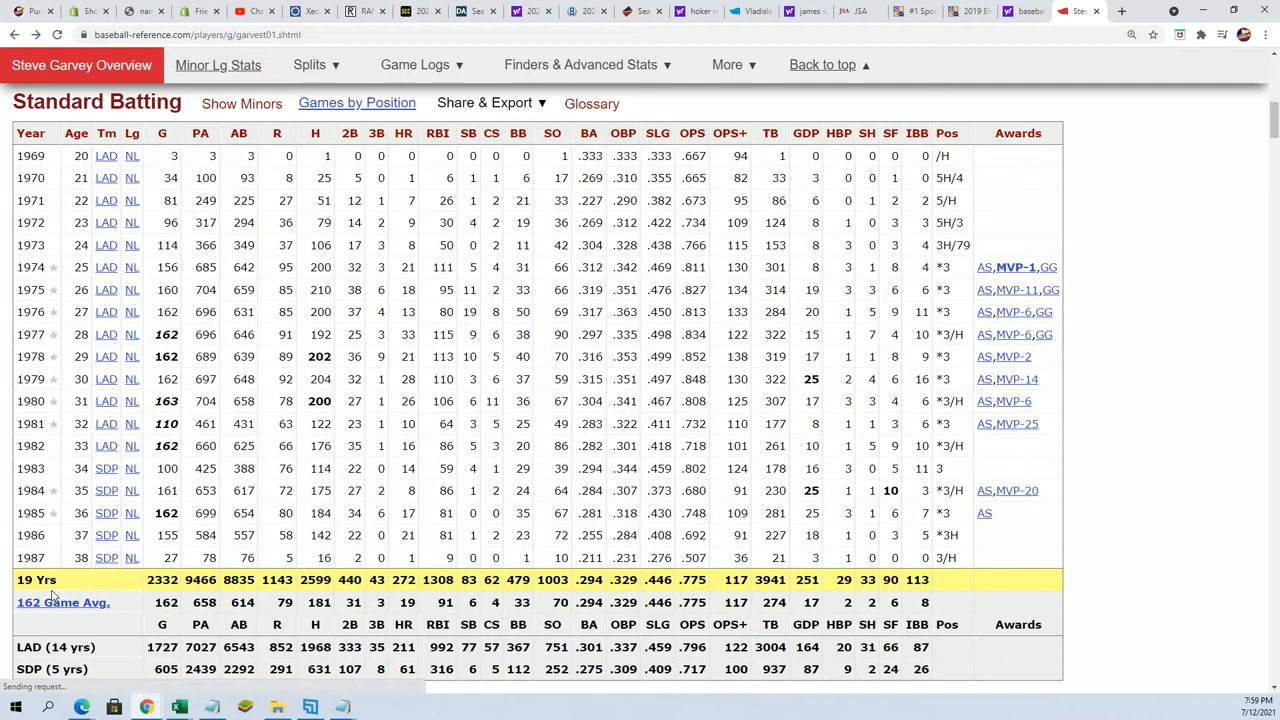 Pun Sho nar Frie Cha Xec RAI 202 Sea 202 202 Sea hoker ro Vladisla james s JSA #1 Spo 2019 El baseb Stev
baseball-reference.com/players/g/garvest01.shtml
Steve Garvey Overview Minor Lg Stats Splits ▼ Game Logs ▼ Finders & Advanced Stats ▼ More ▼ Back to top ▲
Standard Batting Show Minors Games by Position Share & Export ▼ Glossary
Year Age Tm Lg G PA AB R H 2B 3B HR RBI SB CS BB SO BA OBP SLG OPS OPS+ TB GDP HBP SH SF IBB Pos Awards
1969 20 LAD NL 3 3 3 0 1 0 0 0 0 0 0 0 1 .333 .333 .333 .667 94 1 0 0 0 0 0 /H
1970 21 LAD NL 34 100 93 8 25 5 0 1 6 1 1 6 17 .269 .310 .355 .665 82 33 3 0 0 1 0 5H/4
1971 22 LAD NL 81 249 225 27 51 12 1 7 26 1 2 21 33 .227 .290 .382 .673 95 86 6 0 1 2 2 5/H
1972 23 LAD NL 96 317 294 36 79 14 2 9 30 4 2 19 36 .269 .312 .422 .734 109 124 8 1 0 3 3 5H/3
1973 24 LAD NL 114 366 349 37 106 17 3 8 50 0 2 11 42 .304 .328 .438 .766 115 153 8 3 0 3 4 3H/79
1974 ★ 25 LAD NL 156 685 642 95 200 32 3 21 111 5 4 31 66 .312 .342 .469 .811 130 301 8 3 1 8 4 *3 AS,MVP-1,GG
1975 ★ 26 LAD NL 160 704 659 85 210 38 6 18 95 11 2 33 66 .319 .351 .476 .827 134 314 19 3 3 6 6 *3 AS,MVP-11,GG
1976 ★ 27 LAD NL 162 696 631 85 200 37 4 13 80 19 8 50 69 .317 .363 .450 .813 133 284 20 1 5 9 11 *3 AS,MVP-6,GG
1977 ★ 28 LAD NL 162 696 646 91 192 25 3 33 115 9 6 38 90 .297 .335 .498 .834 122 322 15 1 7 4 10 *3/H AS,MVP-6,GG
1978 ★ 29 LAD NL 162 689 639 89 202 36 9 21 113 10 5 40 70 .316 .353 .499 .852 138 319 17 1 1 8 9 *3 AS,MVP-2
1979 ★ 30 LAD NL 162 697 648 92 204 32 1 28 110 3 6 37 59 .315 .351 .497 .848 130 322 25 2 4 6 16 *3 AS,MVP-14
1980 ★ 31 LAD NL 163 704 658 78 200 27 1 26 106 6 11 36 67 .304 .341 .467 .808 125 307 17 3 3 4 6 *3/H AS,MVP-6
1981 ★ 32 LAD NL 110 461 431 63 122 23 1 10 64 3 5 25 49 .283 .322 .411 .732 110 177 8 1 1 3 6 *3 AS,MVP-25
1982 33 LAD NL 162 660 625 66 176 35 1 16 86 5 3 20 86 .282 .301 .418 .718 101 261 10 1 5 9 10 *3/H
1983 34 SDP NL 100 425 388 76 114 22 0 14 59 4 1 29 39 .294 .344 .459 .802 124 178 16 3 0 5 11 3
1984 ★ 35 SDP NL 161 653 617 72 175 27 2 8 86 1 2 24 64 .284 .307 .373 .680 91 230 25 1 1 10 3 *3/H AS,MVP-20
1985 ★ 36 SDP NL 162 699 654 80 184 34 6 17 81 0 0 35 67 .281 .318 .430 .748 109 281 25 3 1 6 7 *3 AS
1986 37 SDP NL 155 584 557 58 142 22 0 21 81 1 2 23 72 .255 .284 .408 .692 91 227 18 1 0 3 5 *3H
1987 38 SDP NL 27 78 76 5 16 2 0 1 9 0 0 1 10 .211 .231 .276 .507 36 21 3 1 0 0 0 3/H
19 Yrs 2332 9466 8835 1143 2599 440 43 272 1308 83 62 479 1003 .294 .329 .446 .775 117 3941 251 29 33 90 113
162 Game Avg. 162 658 614 79 181 31 3 19 91 6 4 33 70 .294 .329 .446 .775 117 274 17 2 2 6 8
G PA AB R H 2B 3B HR RBI SB CS BB SO BA OBP SLG OPS OPS+ TB GDP HBP SH SF IBB Pos Awards
LAD (14 yrs) 1727 7027 6543 852 1968 333 35 211 992 77 57 367 751 .301 .337 .459 .796 122 3004 164 20 31 66 87
SDP (5 yrs) 605 2439 2292 291 631 107 8 61 316 6 5 112 252 .275 .309 .409 .717 100 937 87 9 2 24 26
Sending request...
7:59 PM
7/12/2021